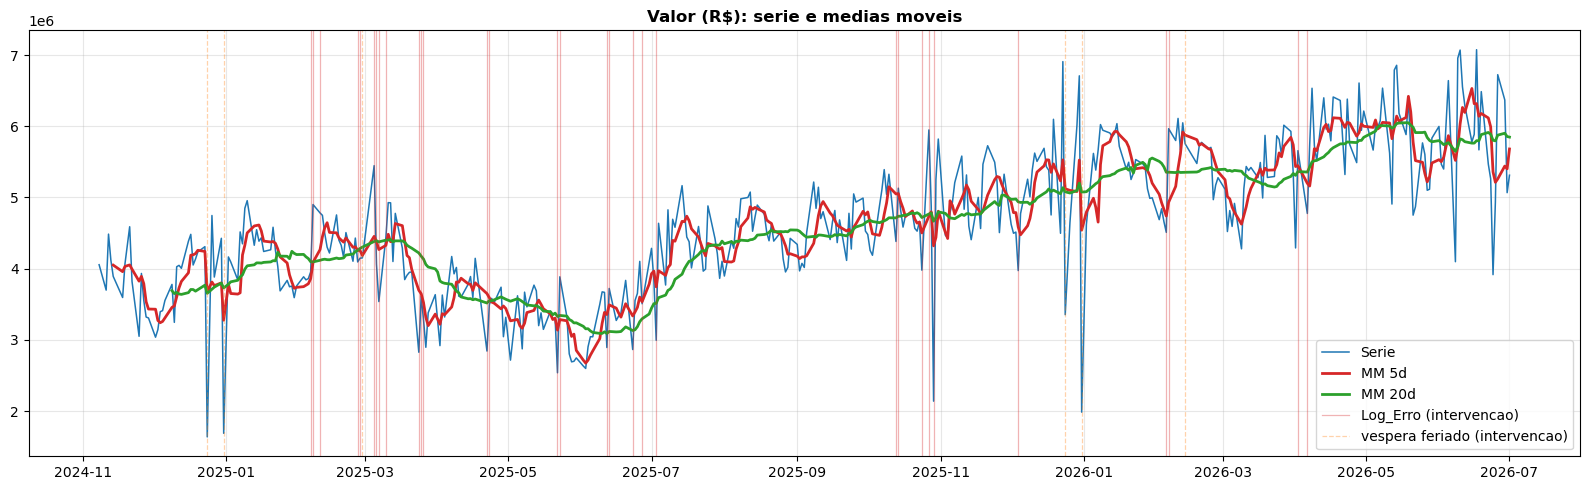 Valor (R$): serie e medias moveis
1e6
7
6
5
4
3
2
Serie
MM 5d
MM 20d
Log_Erro (intervencao)
vespera feriado (intervencao)
2024-11 2025-01 2025-03 2025-05 2025-07 2025-09 2025-11 2026-01 2026-03 2026-05 2026-07